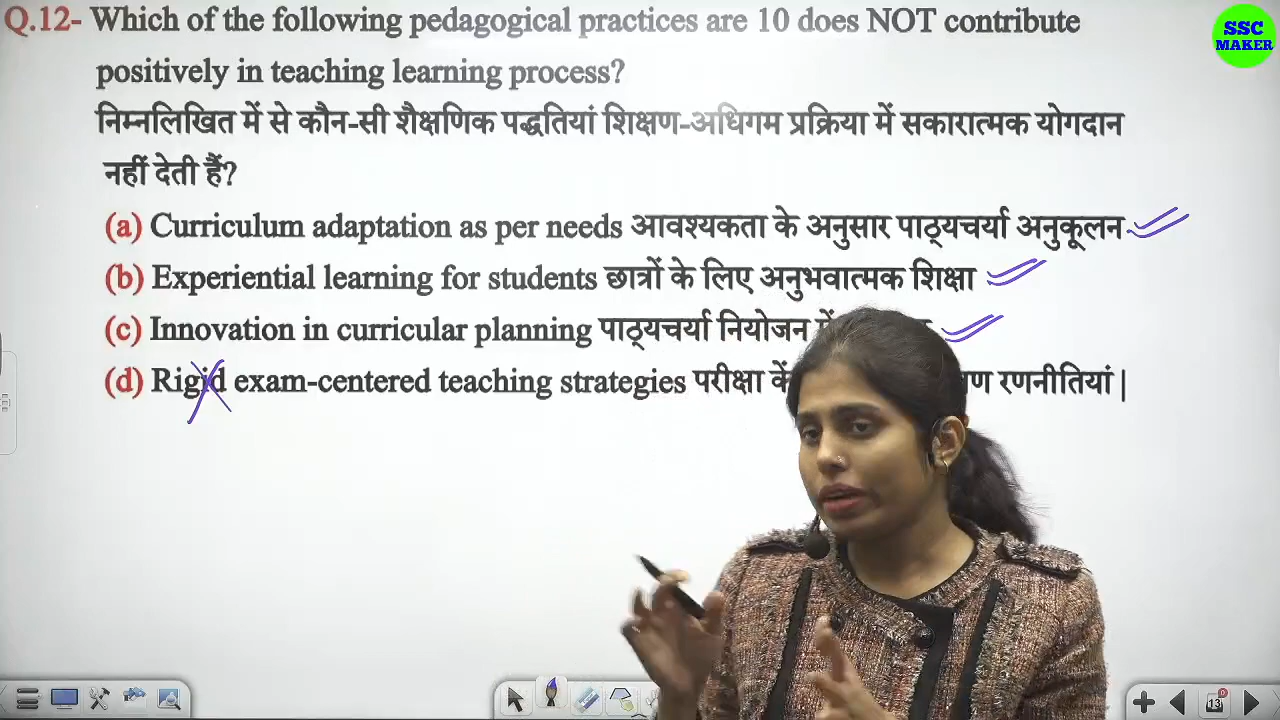 Q.12- Which of the following pedagogical practices are 10 does NOT contribute
positively in teaching learning process?
निम्नलिखित में से कौन-सी शैक्षणिक पद्धतियां शिक्षण-अधिगम प्रक्रिया में सकारात्मक योगदान
नहीं देती हैं?
(a) Curriculum adaptation as per needs आवश्यकता के अनुसार पाठ्यचर्या अनुकूलन
(b) Experiential learning for students छात्रों के लिए अनुभवात्मक शिक्षा
(c) Innovation in curricular planning पाठ्यचर्या नियोजन में
(d) Rigid exam-centered teaching strategies परीक्षा रणनीतियां |
SSC
MAKER
13